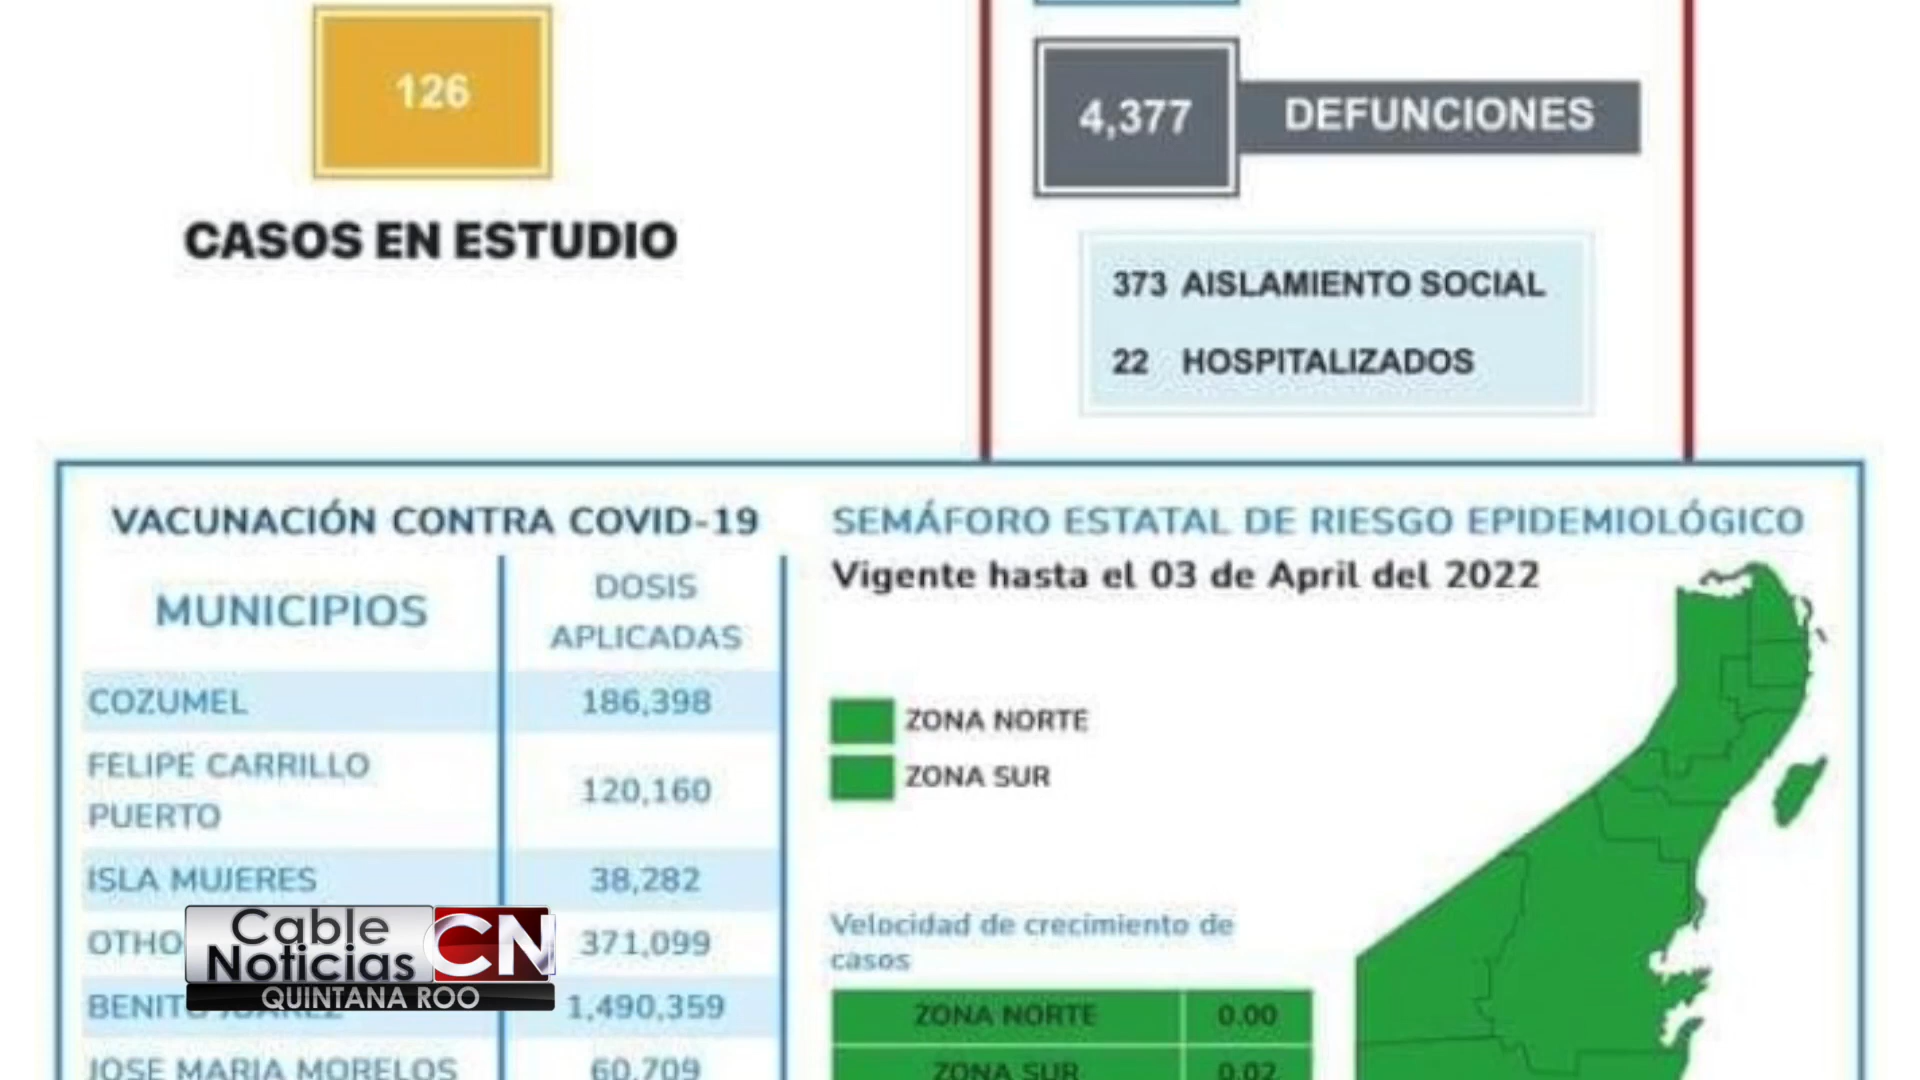 126
CASOS EN ESTUDIO
4,377 DEFUNCIONES
373 AISLAMIENTO SOCIAL
22 HOSPITALIZADOS
VACUNACIÓN CONTRA COVID-19
MUNICIPIOS
DOSIS
APLICADAS
COZUMEL 186,398
FELIPE CARRILLO
PUERTO
120,160
ISLA MUJERES 38,282
OTHO 371,099
BENITO JUAREZ 1,490,359
JOSE MARIA MORELOS 60,709
SEMÁFORO ESTATAL DE RIESGO EPIDEMIOLÓGICO
Vigente hasta el 03 de April del 2022
ZONA NORTE
ZONA SUR
Velocidad de crecimiento de
casos
ZONA NORTE 0.00
ZONA SUR 0.02
Cable
Noticias CN
QUINTANA ROO